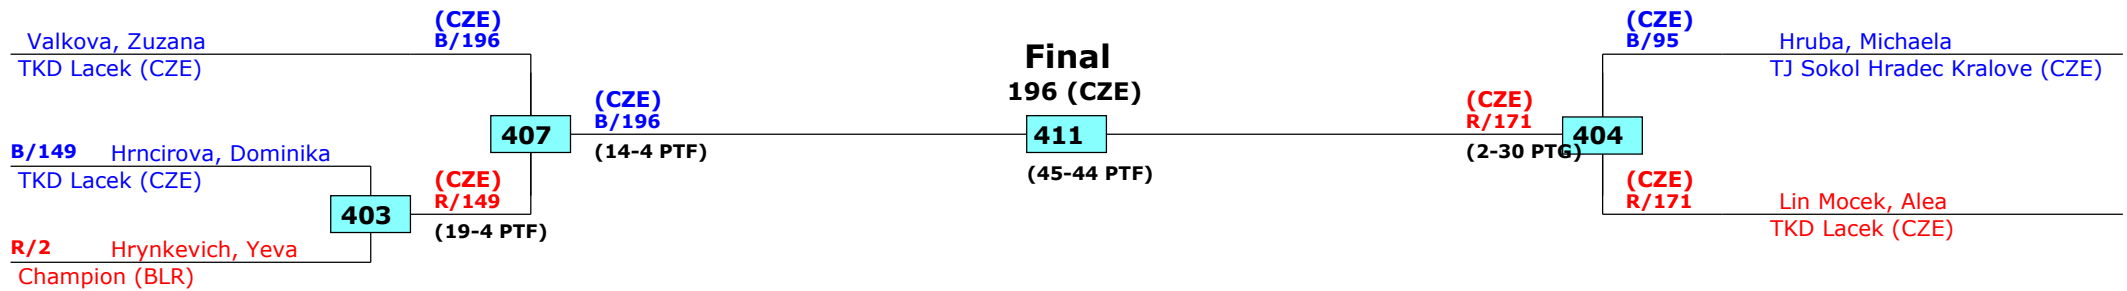 (CZE)
B/196
Valkova, Zuzana
TKD Lacek (CZE)
B/149 Hrncirova, Dominika
TKD Lacek (CZE)
R/2 Hrynkevich, Yeva
Champion (BLR)
403
(CZE)
R/149
(19-4 PTF)
407
(CZE)
B/196
(14-4 PTF)
Final
196 (CZE)
411
(45-44 PTF)
(CZE)
R/171
(2-30 PTG)
404
(CZE)
B/95
Hruba, Michaela
TJ Sokol Hradec Kralove (CZE)
(CZE)
R/171
Lin Mocek, Alea
TKD Lacek (CZE)